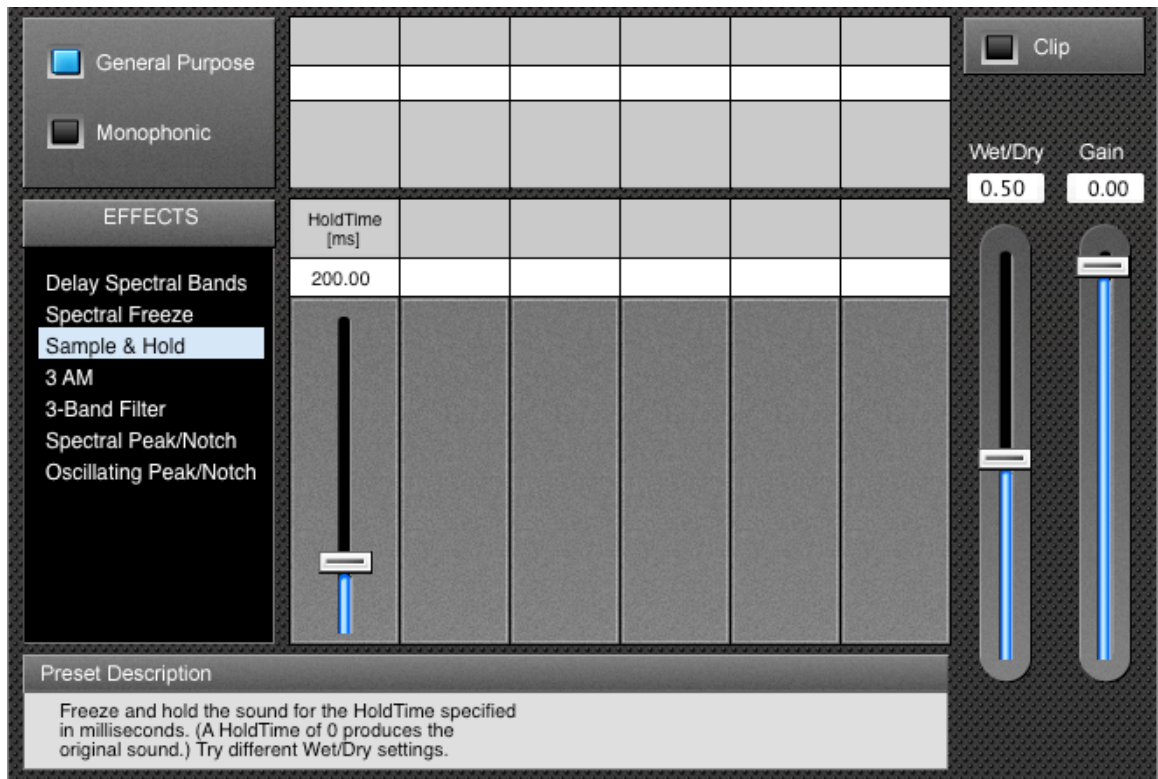 General Purpose
Monophonic
Clip
Wet/Dry
Gain
0.50
0.00
EFFECTS
Delay Spectral Bands
Spectral Freeze
Sample & Hold
3 AM
3-Band Filter
Spectral Peak/Notch
Oscillating Peak/Notch
HoldTime
[ms]
200.00
Preset Description
Freeze and hold the sound for the HoldTime specified
in milliseconds. (A HoldTime of 0 produces the
original sound.) Try different Wet/Dry settings.